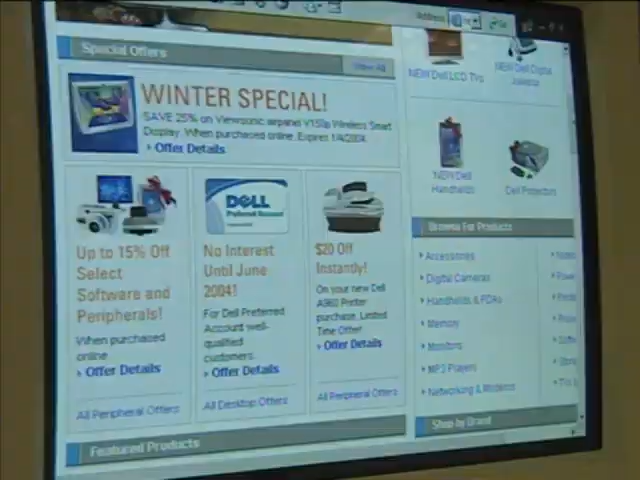 Address
Special Offers
View All
WINTER SPECIAL!
SAVE 25% on Viewsonic airpanel V150p Wireless Smart
Display. When purchased online. Expires 1/4/2004.
Offer Details
Up to 15% Off
Select
Software and
Peripherals!
When purchased
online
Offer Details
All Peripheral Offers
DELL
Preferred Account
No Interest
Until June
2004!
For Dell Preferred
Account well-
qualified
customers.
Offer Details
All Desktop Offers
$20 Off
Instantly!
On your new Dell
A960 Printer
purchase. Limited
Time Offer!
Offer Details
All Peripheral Offers
Featured Products
NEW Dell LCD TVs
NEW Dell Digital
Jukebox
NEW Dell
Handhelds
Dell Projectors
Browse For Products
Accessories
Digital Cameras
Handhelds & PDAs
Memory
Monitors
MP3 Players
Networking & Modems
Shop by Brand